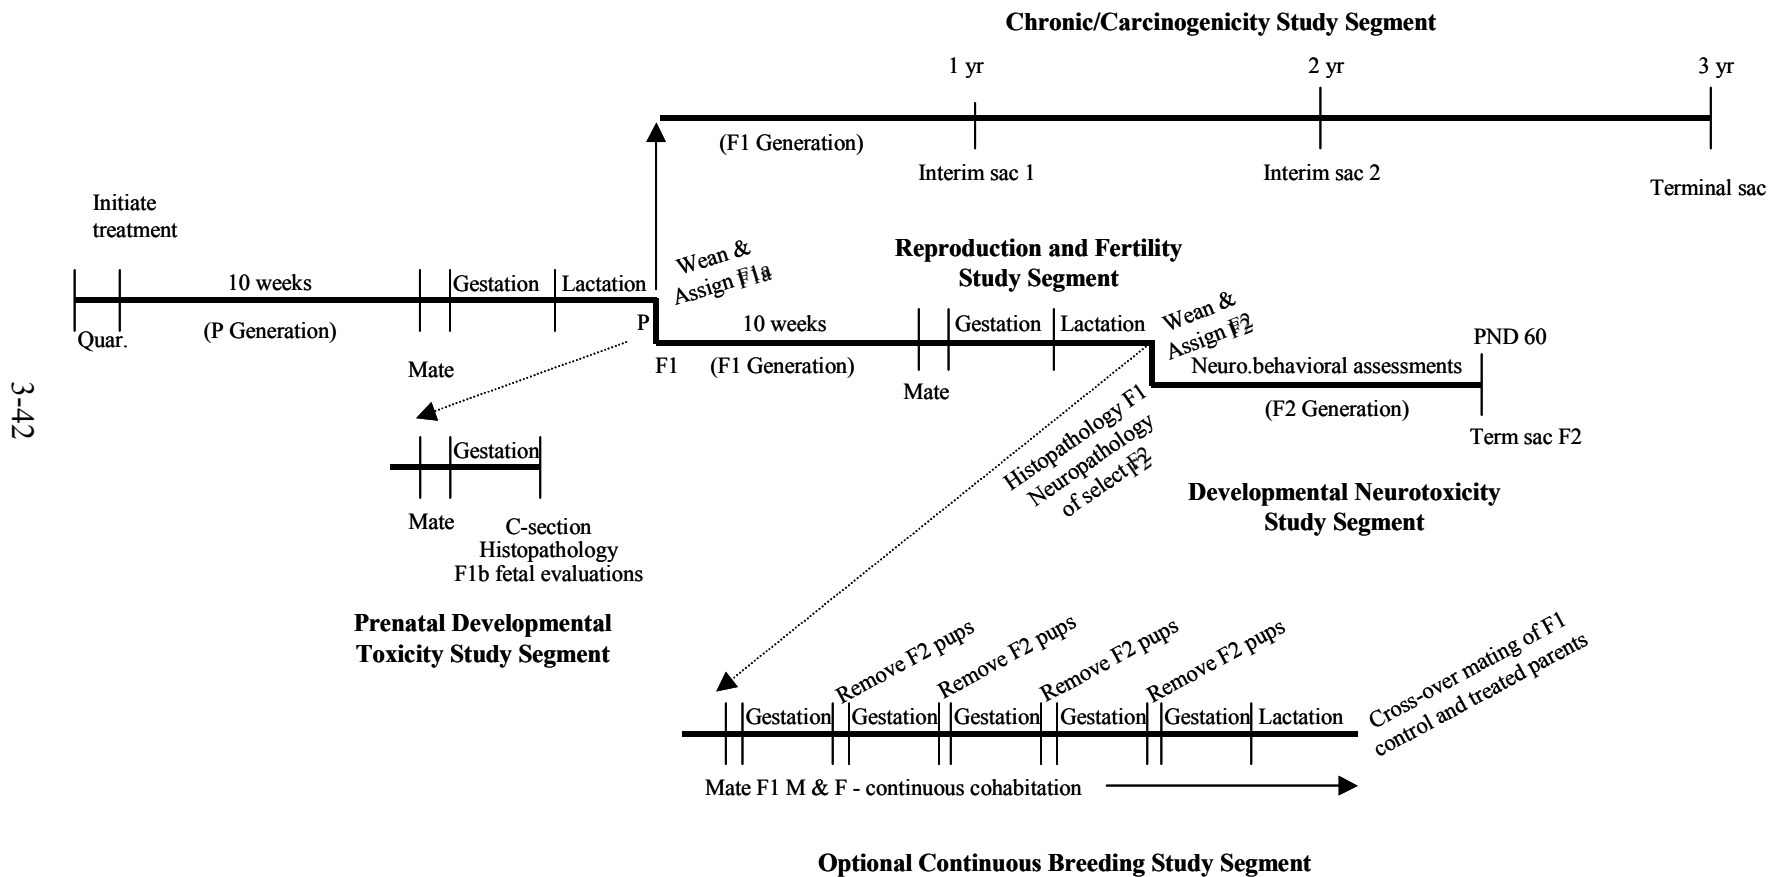 Chronic/Carcinogenicity Study Segment
1 yr
2 yr
3 yr
(F1 Generation)
Interim sac 1
Interim sac 2
Terminal sac
Initiate
treatment
10 weeks
Gestation
Lactation
Quar.
(P Generation)
Mate
P
Wean &
Assign F1a
Reproduction and Fertility
Study Segment
F1
10 weeks
(F1 Generation)
Gestation
Lactation
Mate
Wean &
Assign F2
PND 60
Neuro.behavioral assessments
(F2 Generation)
Term sac F2
Histopathology F1
Neuropathology
of select F2
Developmental Neurotoxicity
Study Segment
3-42
Gestation
Mate
C-section
Histopathology
F1b fetal evaluations
Prenatal Developmental
Toxicity Study Segment
Remove F2 pups
Remove F2 pups
Remove F2 pups
Remove F2 pups
Gestation
Gestation
Gestation
Gestation
Gestation
Lactation
Cross-over mating of F1
control and treated parents
Mate F1 M & F - continuous cohabitation
Optional Continuous Breeding Study Segment